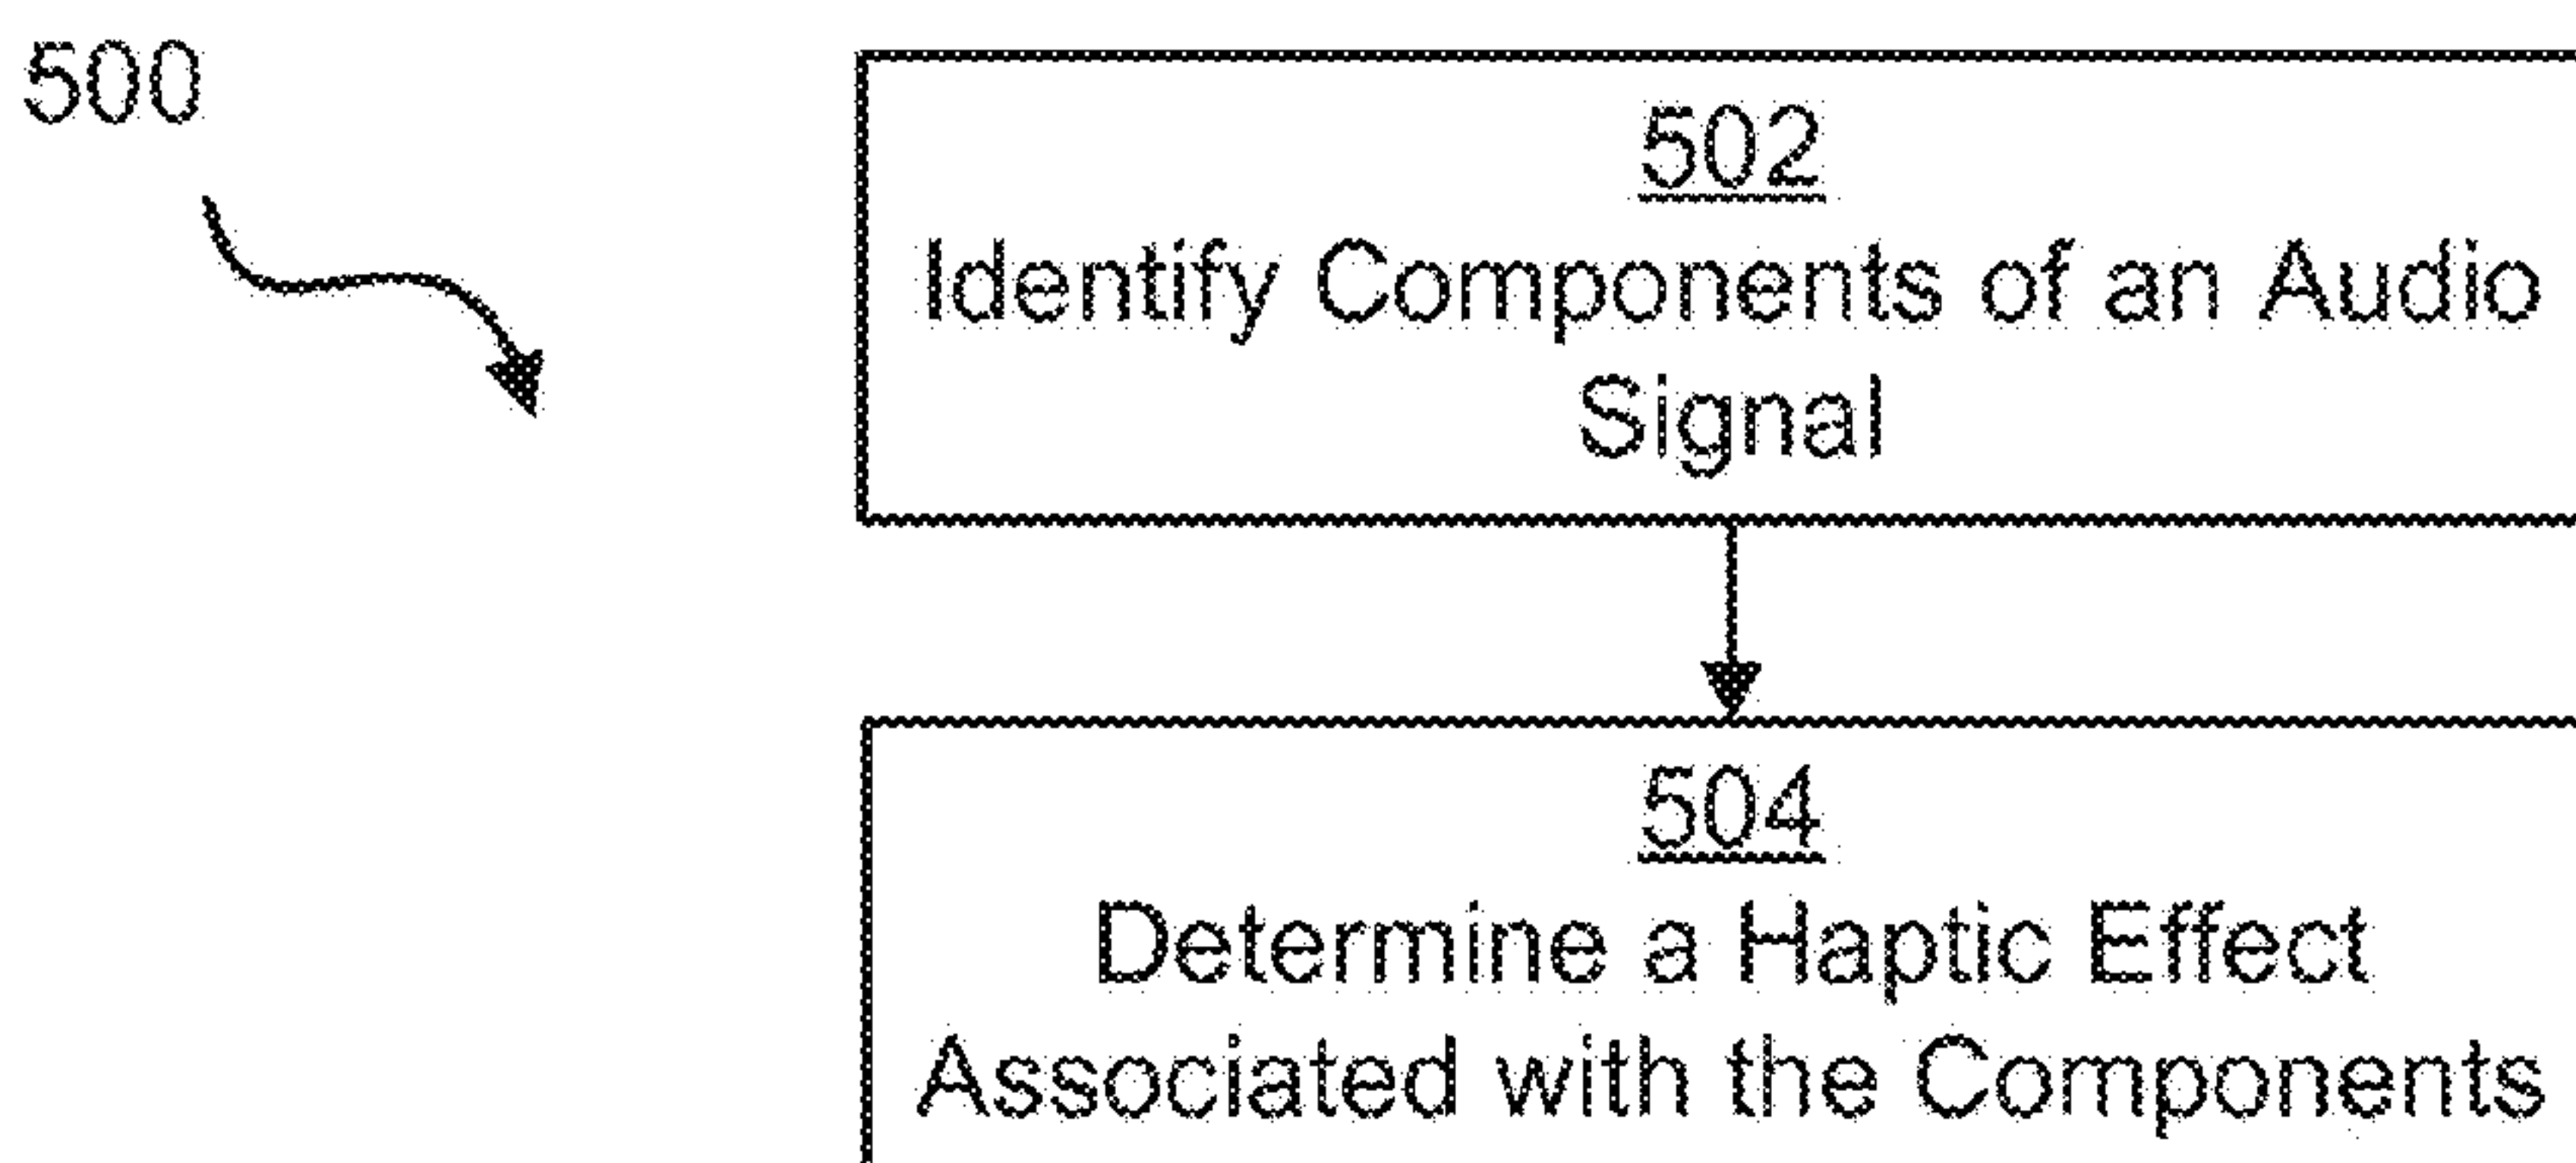 500
502
Identify Components of an Audio
Signal
504
Determine a Haptic Effect
Associated with the Components